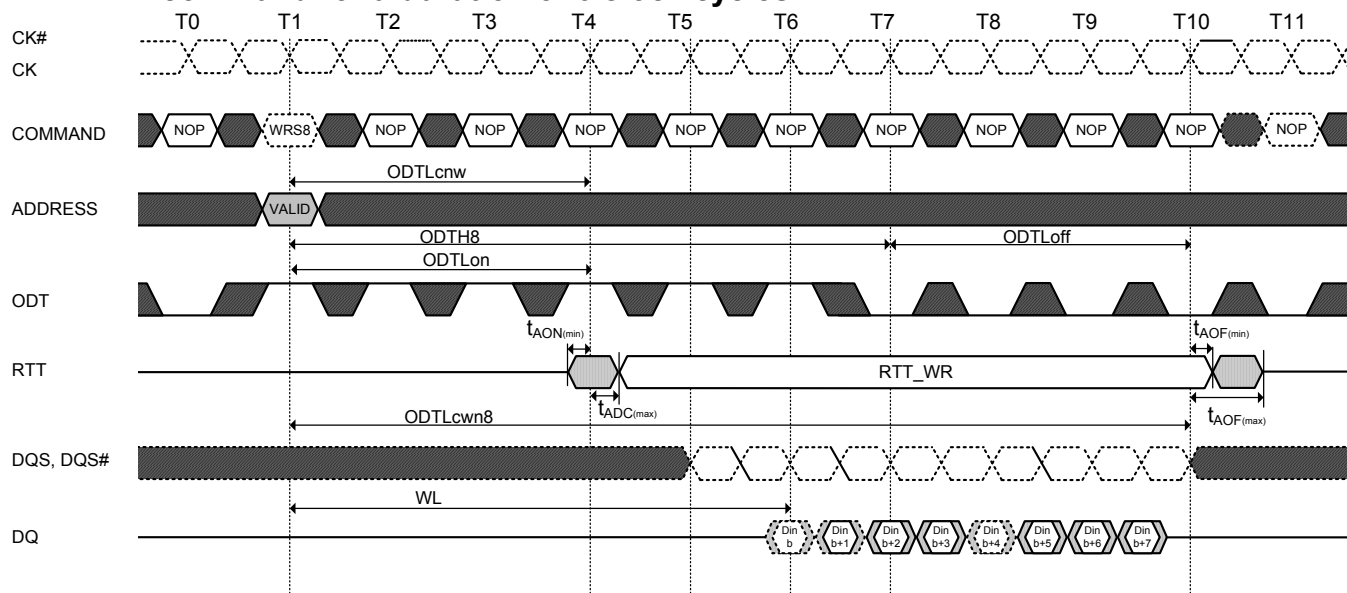 T0 T1 T2 T3 T4 T5 T6 T7 T8 T9 T10 T11
CK#
CK
COMMAND NOP WRS8 NOP NOP NOP NOP NOP NOP NOP NOP NOP NOP
ODTLcnw
ADDRESS VALID
ODTH8 ODTLoff
ODTLon
ODT
tAON(min) tAOF(min)
RTT RTT_WR
tADC(max) tAOF(max)
ODTLcwn8
DQS, DQS#
WL
DQ Din b Din b+1 Din b+2 Din b+3 Din b+4 Din b+5 Din b+6 Din b+7